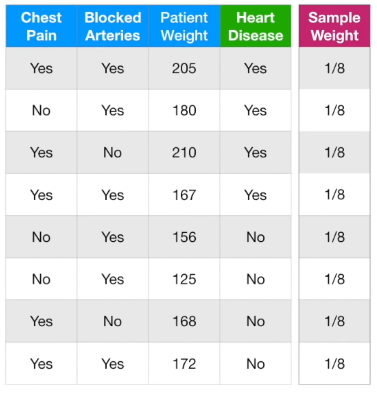 Chest Pain Blocked Arteries Patient Weight Heart Disease Sample Weight
Yes Yes 205 Yes 1/8
No Yes 180 Yes 1/8
Yes No 210 Yes 1/8
Yes Yes 167 Yes 1/8
No Yes 156 No 1/8
No Yes 125 No 1/8
Yes No 168 No 1/8
Yes Yes 172 No 1/8